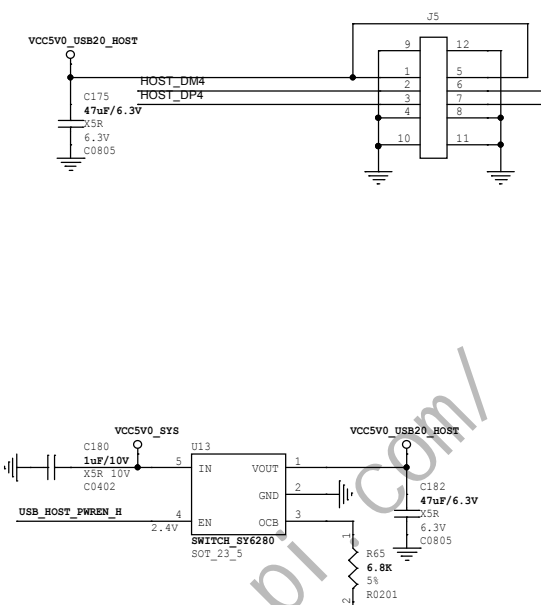 J5
VCC5V0_USB20_HOST
9 12
1 5
HOST_DM4 2 6
HOST_DP4 3 7
4 8
10 11
C175
47uF/6.3V
X5R
6.3V
C0805
VCC5V0_SYS
VCC5V0_USB20_HOST
C180
1uF/10V
X5R 10V
C0402
U13
5 IN VOUT 1
GND 2
USB_HOST_PWREN_H 4 EN OCB 3
2.4V
SWITCH_SY6280
SOT_23_5
C182
47uF/6.3V
X5R
6.3V
C0805
1
R65
6.8K
5%
R0201
2
pi.com/